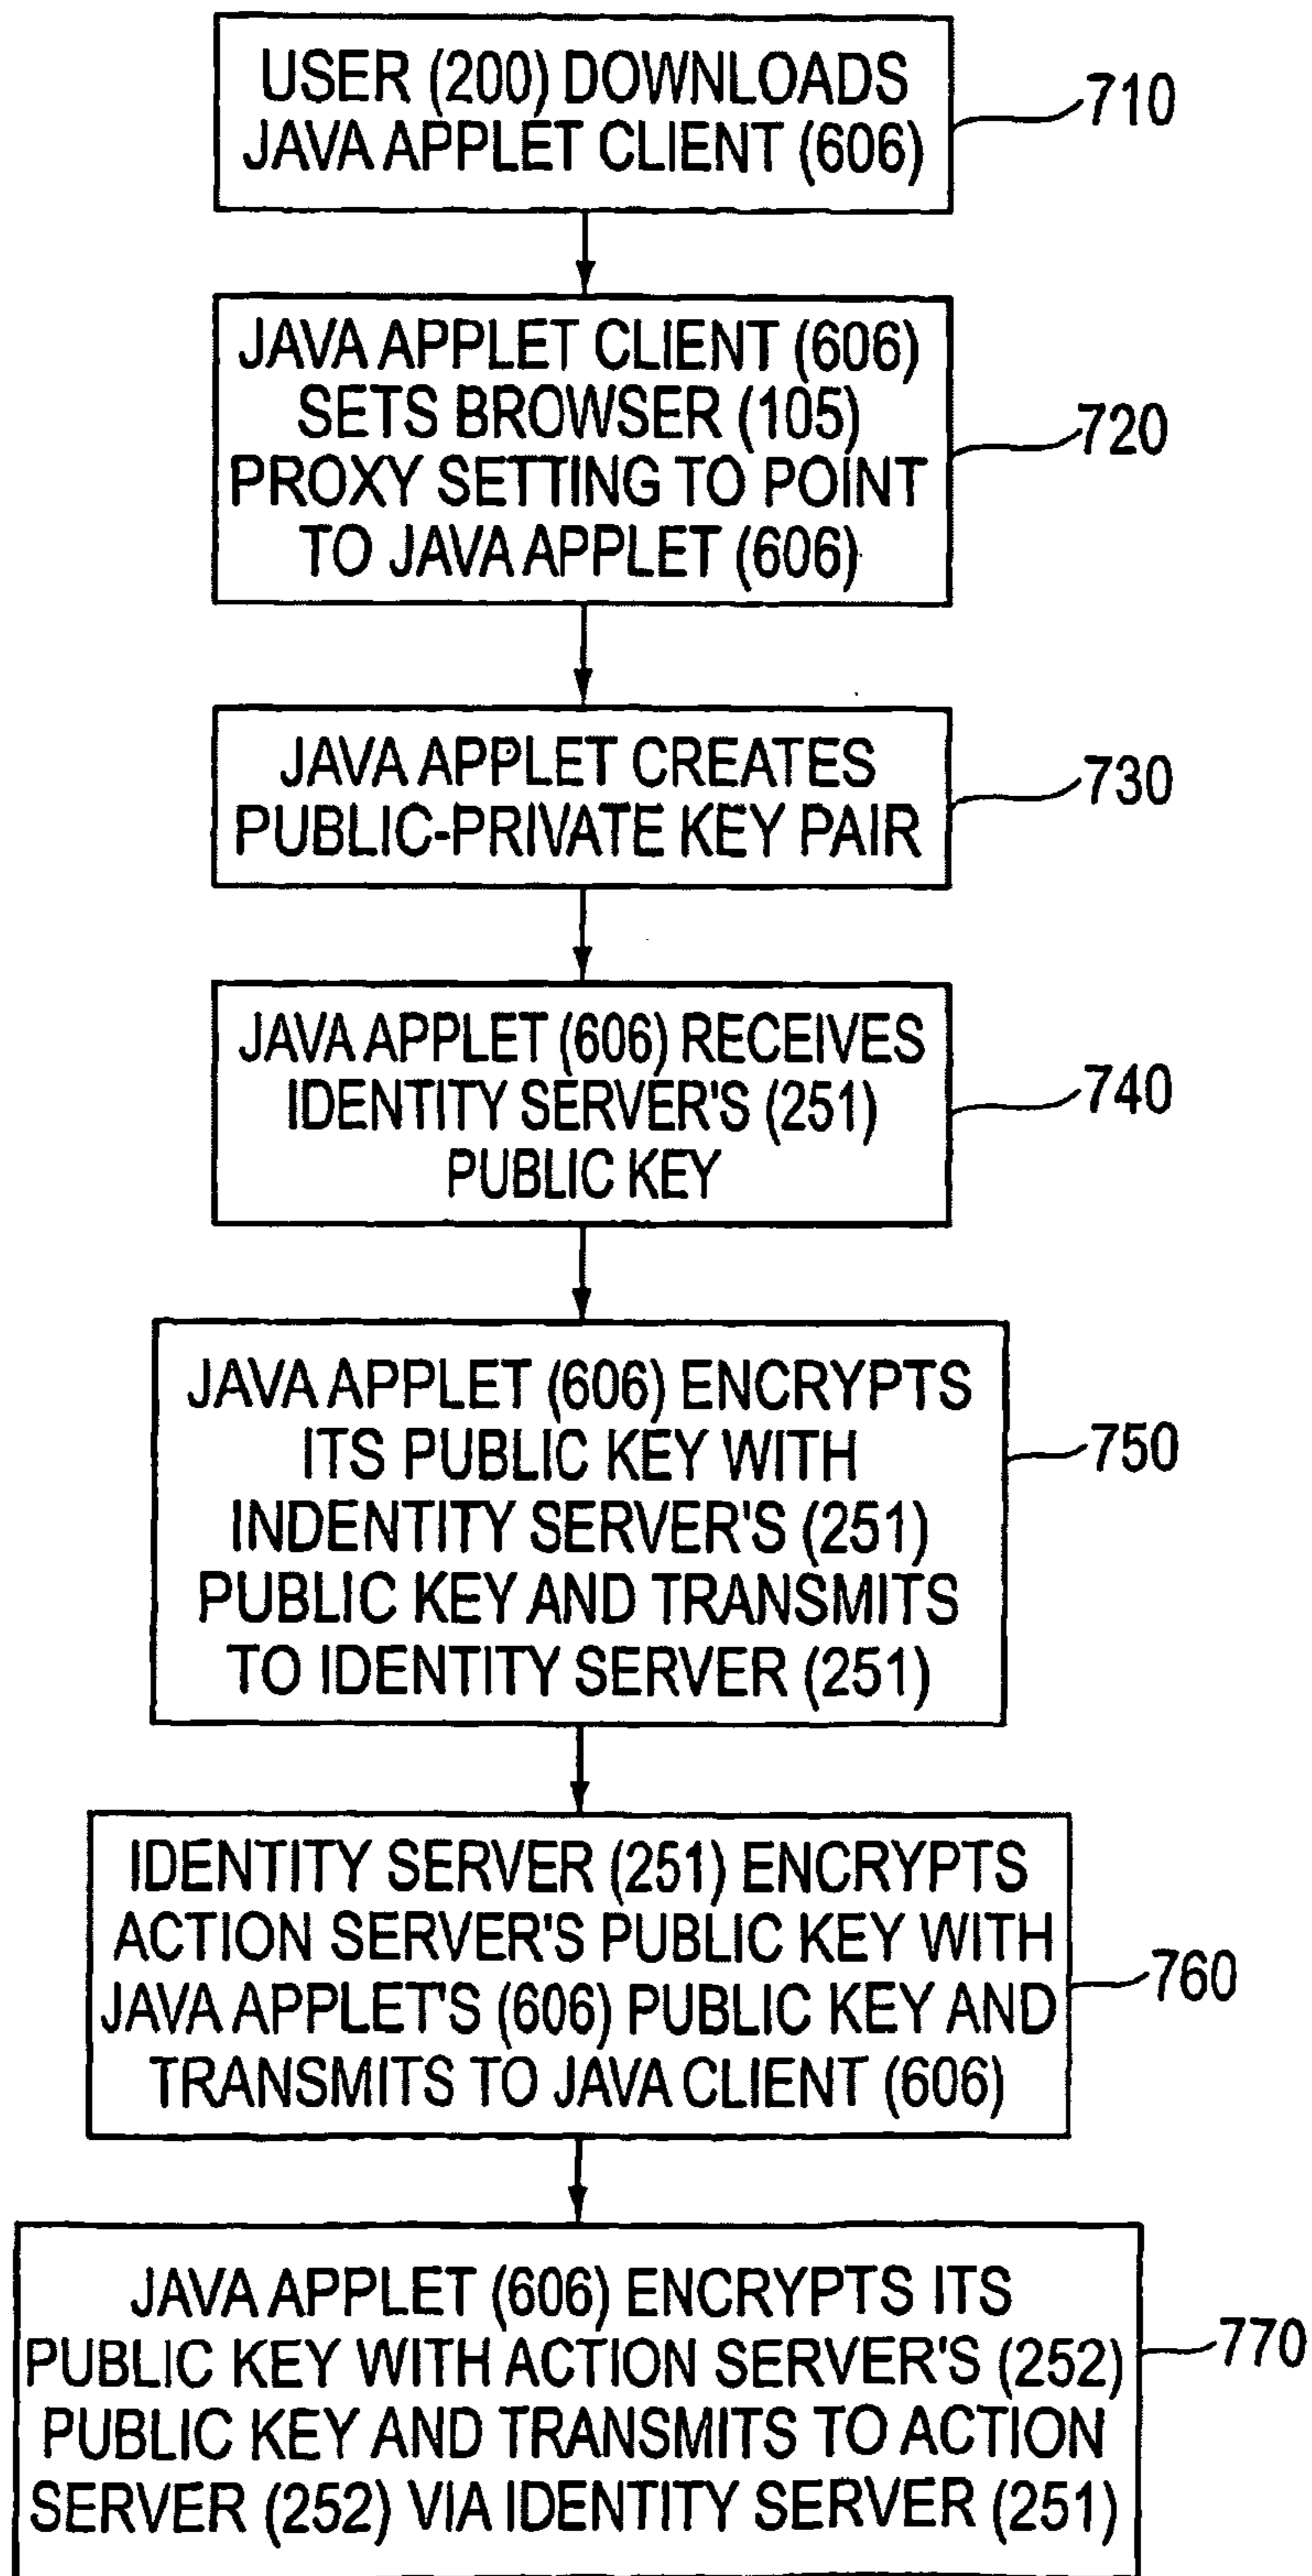 USER (200) DOWNLOADS
JAVA APPLET CLIENT (606)
710
JAVA APPLET CLIENT (606)
SETS BROWSER (105)
PROXY SETTING TO POINT
TO JAVA APPLET (606)
720
JAVA APPLET CREATES
PUBLIC-PRIVATE KEY PAIR
730
JAVA APPLET (606) RECEIVES
IDENTITY SERVER'S (251)
PUBLIC KEY
740
JAVA APPLET (606) ENCRYPTS
ITS PUBLIC KEY WITH
INDENTITY SERVER'S (251)
PUBLIC KEY AND TRANSMITS
TO IDENTITY SERVER (251)
750
IDENTITY SERVER (251) ENCRYPTS
ACTION SERVER'S PUBLIC KEY WITH
JAVA APPLET'S (606) PUBLIC KEY AND
TRANSMITS TO JAVA CLIENT (606)
760
JAVA APPLET (606) ENCRYPTS ITS
PUBLIC KEY WITH ACTION SERVER'S (252)
PUBLIC KEY AND TRANSMITS TO ACTION
SERVER (252) VIA IDENTITY SERVER (251)
770